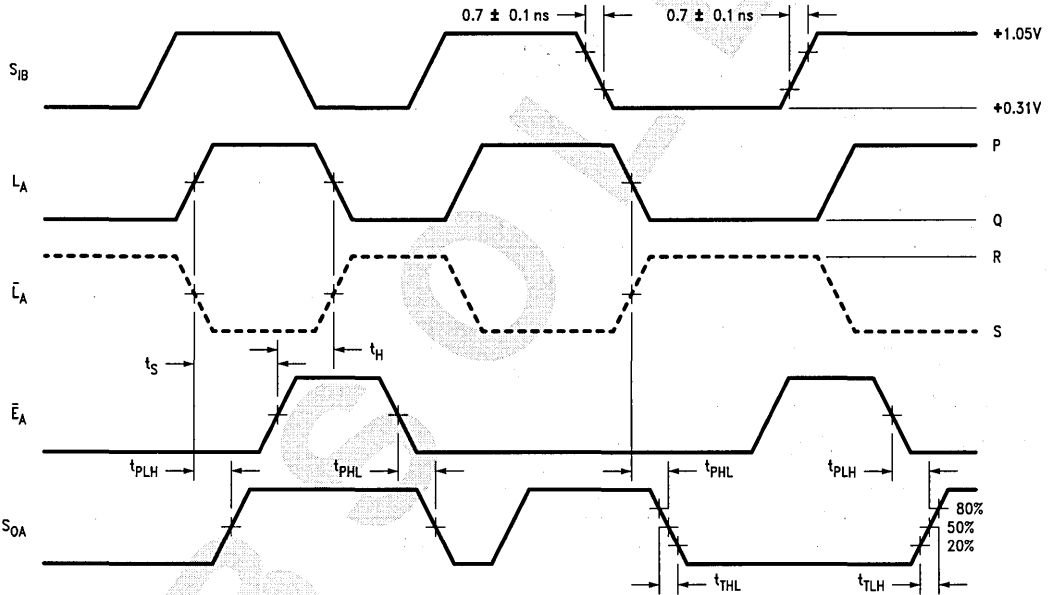 0.7 ± 0.1 ns
0.7 ± 0.1 ns
+1.05V
S_IB
+0.31V
P
L_A
Q
R
L̄_A
S
t_S
t_H
Ē_A
t_PLH
t_PHL
t_PHL
t_PLH
S_OA
80%
50%
20%
t_THL
t_TLH